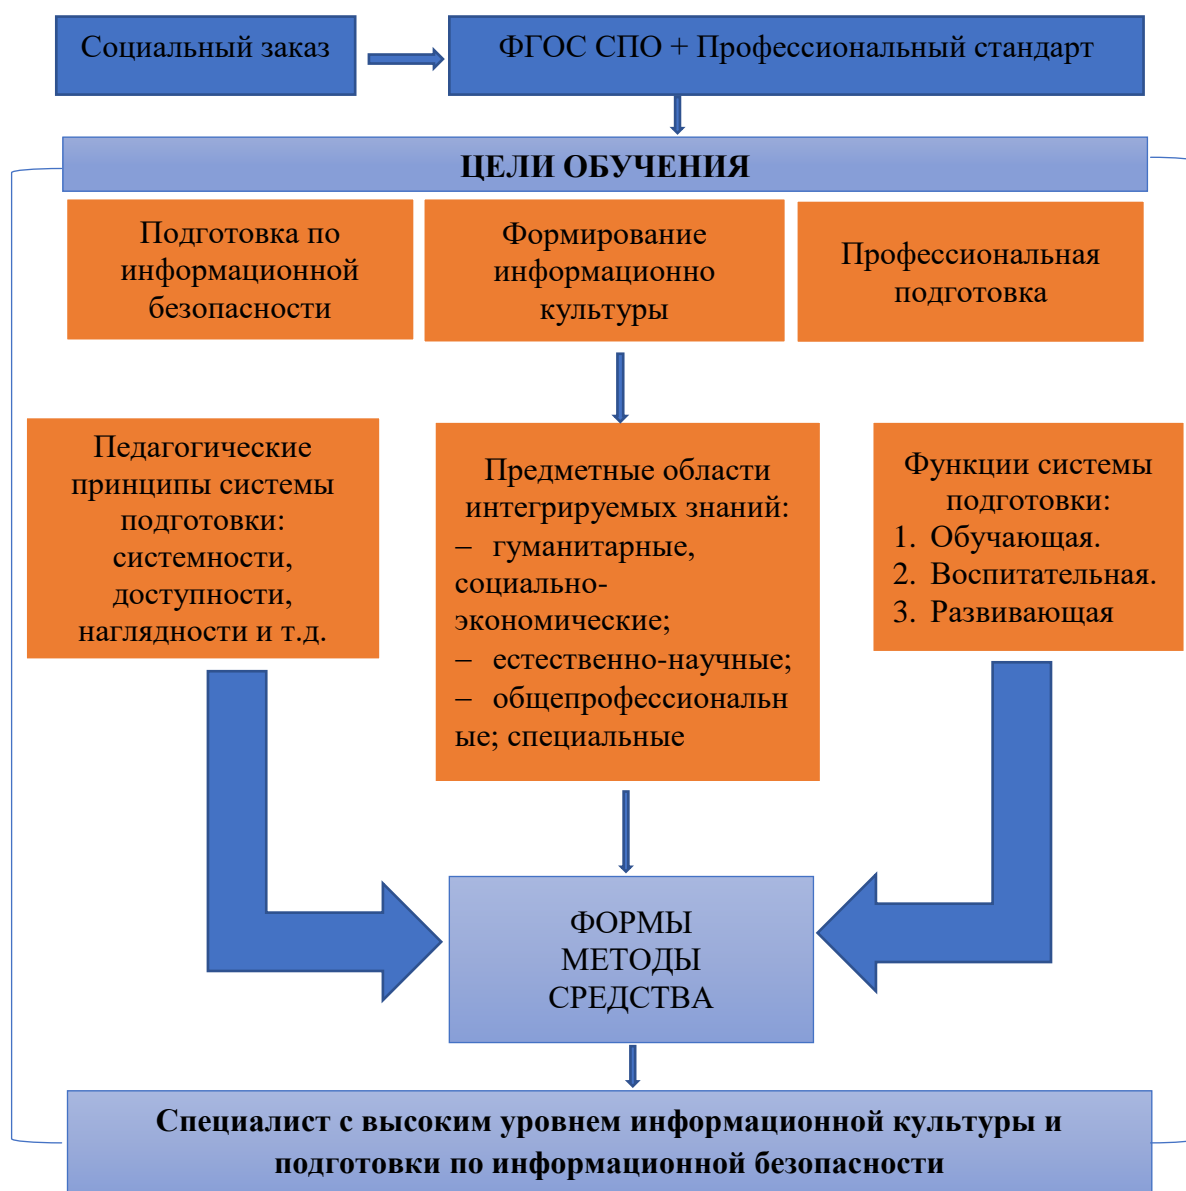 Социальный заказ
ФГОС СПО + Профессиональный стандарт
ЦЕЛИ ОБУЧЕНИЯ
Подготовка по
информационной
безопасности
Формирование
информационно
культуры
Профессиональная
подготовка
Педагогические
принципы системы
подготовки:
системности,
доступности,
наглядности и т.д.
Предметные области
интегрируемых знаний:
– гуманитарные,
социально-
экономические;
– естественно-научные;
– общепрофессиональн
ые; специальные
Функции системы
подготовки:
1. Обучающая.
2. Воспитательная.
3. Развивающая
ФОРМЫ
МЕТОДЫ
СРЕДСТВА
Специалист с высоким уровнем информационной культуры и
подготовки по информационной безопасности